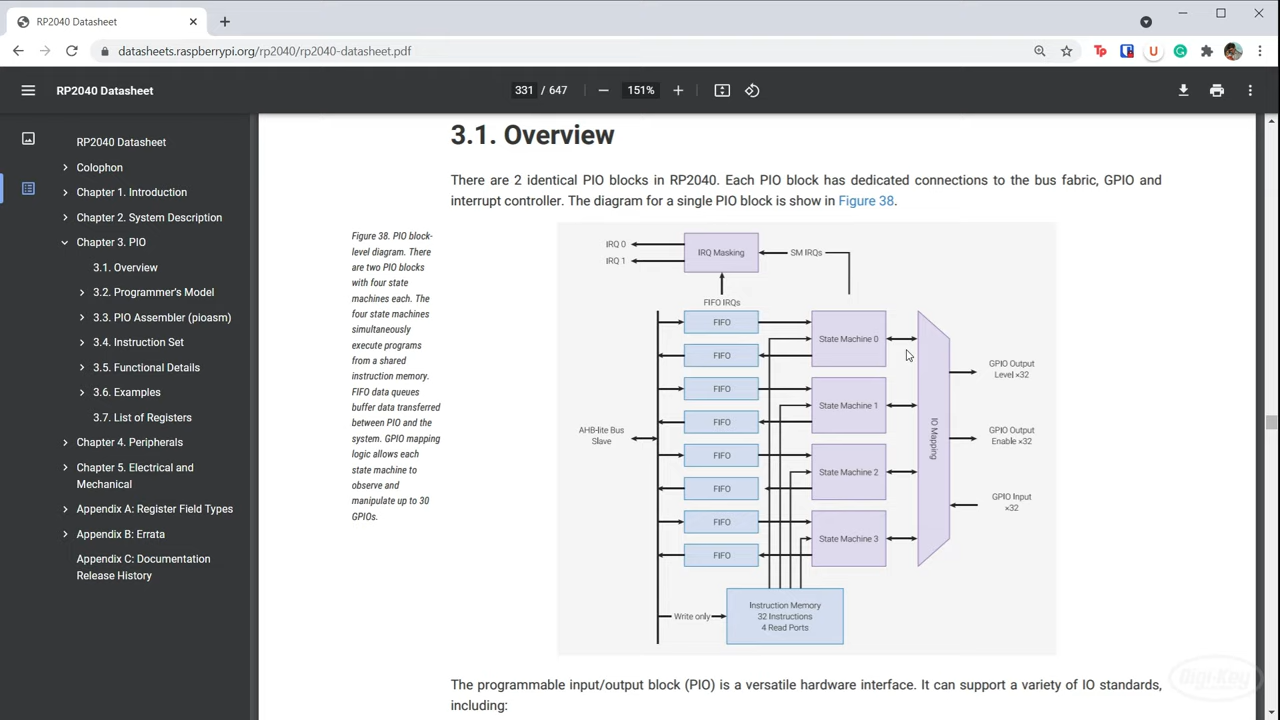 RP2040 Datasheet
datasheets.raspberrypi.org/rp2040/rp2040-datasheet.pdf
RP2040 Datasheet
331 / 647
151%
RP2040 Datasheet
Colophon
Chapter 1. Introduction
Chapter 2. System Description
Chapter 3. PIO
3.1. Overview
3.2. Programmer's Model
3.3. PIO Assembler (pioasm)
3.4. Instruction Set
3.5. Functional Details
3.6. Examples
3.7. List of Registers
Chapter 4. Peripherals
Chapter 5. Electrical and
Mechanical
Appendix A: Register Field Types
Appendix B: Errata
Appendix C: Documentation
Release History
3.1. Overview
There are 2 identical PIO blocks in RP2040. Each PIO block has dedicated connections to the bus fabric, GPIO and
interrupt controller. The diagram for a single PIO block is show in Figure 38.
Figure 38. PIO block-
level diagram. There
are two PIO blocks
with four state
machines each. The
four state machines
simultaneously
execute programs
from a shared
instruction memory.
FIFO data queues
buffer data transferred
between PIO and the
system. GPIO mapping
logic allows each
state machine to
observe and
manipulate up to 30
GPIOs.
IRQ 0
IRQ 1
IRQ Masking
SM IRQs
FIFO IRQs
FIFO
State Machine 0
FIFO
FIFO
State Machine 1
FIFO
FIFO
State Machine 2
FIFO
FIFO
State Machine 3
FIFO
AHB-lite Bus
Slave
IO Mapping
GPIO Output
Level ×32
GPIO Output
Enable ×32
GPIO Input
×32
Write only
Instruction Memory
32 Instructions
4 Read Ports
The programmable input/output block (PIO) is a versatile hardware interface. It can support a variety of IO standards,
including:
Digi-Key
Tp
U